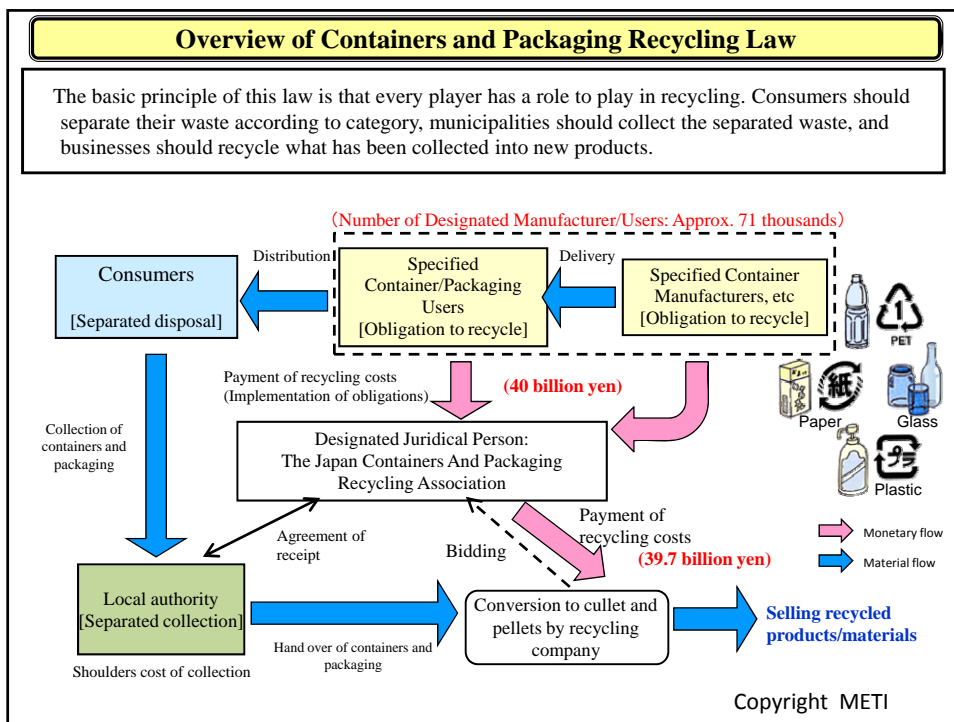 Overview of Containers and Packaging Recycling Law
The basic principle of this law is that every player has a role to play in recycling. Consumers should
separate their waste according to category, municipalities should collect the separated waste, and
businesses should recycle what has been collected into new products.
(Number of Designated Manufacturer/Users: Approx. 71 thousands)
Consumers
[Separated disposal]
Distribution
Specified
Container/Packaging
Users
[Obligation to recycle]
Delivery
Specified Container
Manufacturers, etc
[Obligation to recycle]
1
PET
紙
Paper
Glass
プラ
Plastic
Payment of recycling costs
(Implementation of obligations)
(40 billion yen)
Collection of
containers and
packaging
Designated Juridical Person:
The Japan Containers And Packaging
Recycling Association
Agreement of
receipt
Bidding
Payment of
recycling costs
(39.7 billion yen)
Monetary flow
Material flow
Local authority
[Separated collection]
Shoulders cost of collection
Hand over of containers and
packaging
Conversion to cullet and
pellets by recycling
company
Selling recycled
products/materials
Copyright METI